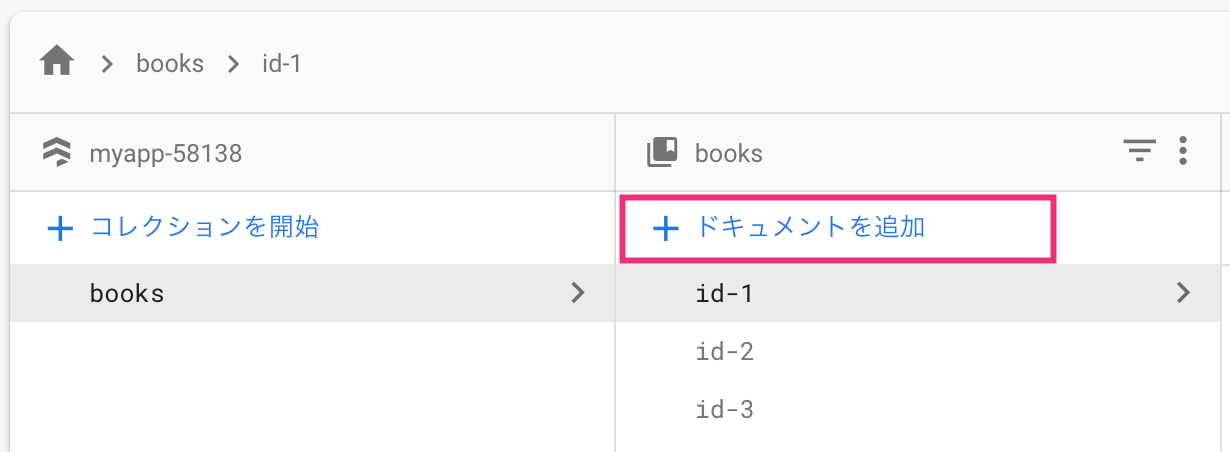 books id-1
myapp-58138
books
コレクションを開始
ドキュメントを追加
books
id-1
id-2
id-3